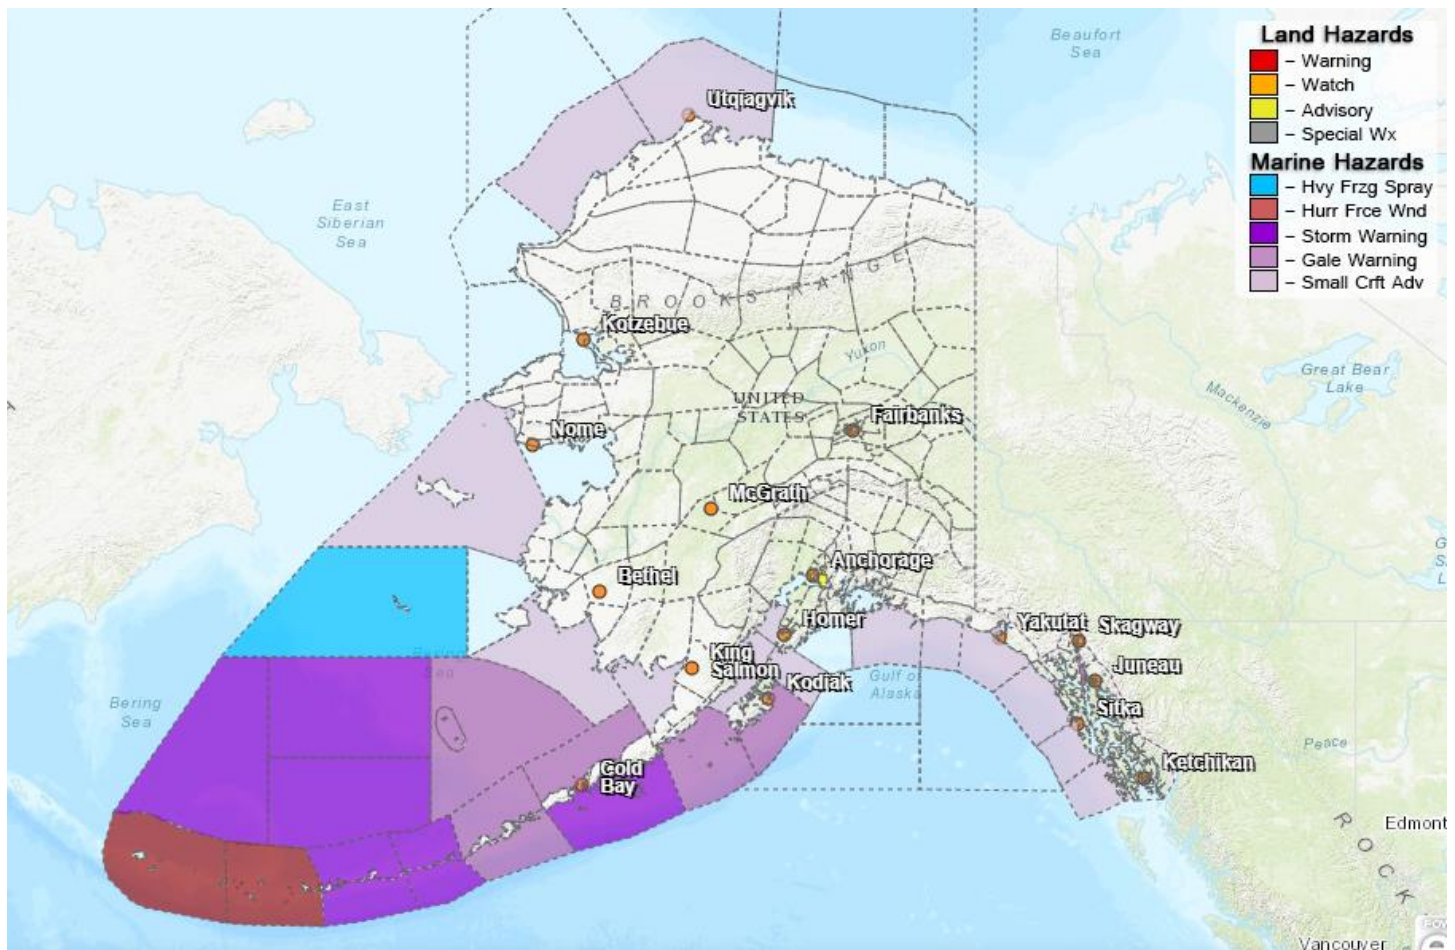 Land Hazards
– Warning
– Watch
– Advisory
– Special Wx
Marine Hazards
– Hvy Frzg Spray
– Hurr Frce Wnd
– Storm Warning
– Gale Warning
– Small Crft Adv
Beaufort
Sea
Utqiagvik
East
Siberian
Sea
BROOKS RANGE
Kotzebue
Yukon
Great Bear
Lake
Mackenzie
UNITED
STATES
Fairbanks
Nome
McGrath
Anchorage
Bethel
Homer
Yakutat
Skagway
King
Salmon
Juneau
Kodiak
Gulf of
Alaska
Bering
Sea
Sitka
Peace
Ketchikan
Cold
Bay
Edmont
ROCK
Vancouver